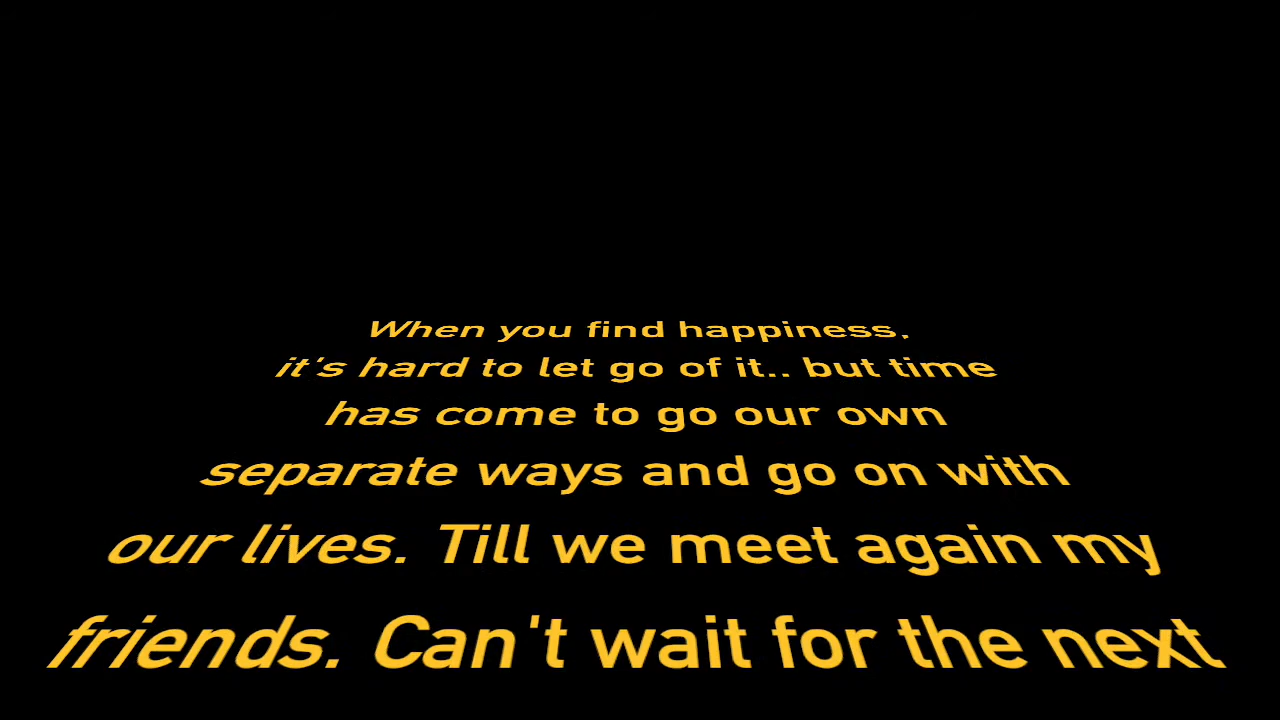 When you find happiness,
it's hard to let go of it.. but time
has come to go our own
separate ways and go on with
our lives. Till we meet again my
friends. Can't wait for the next